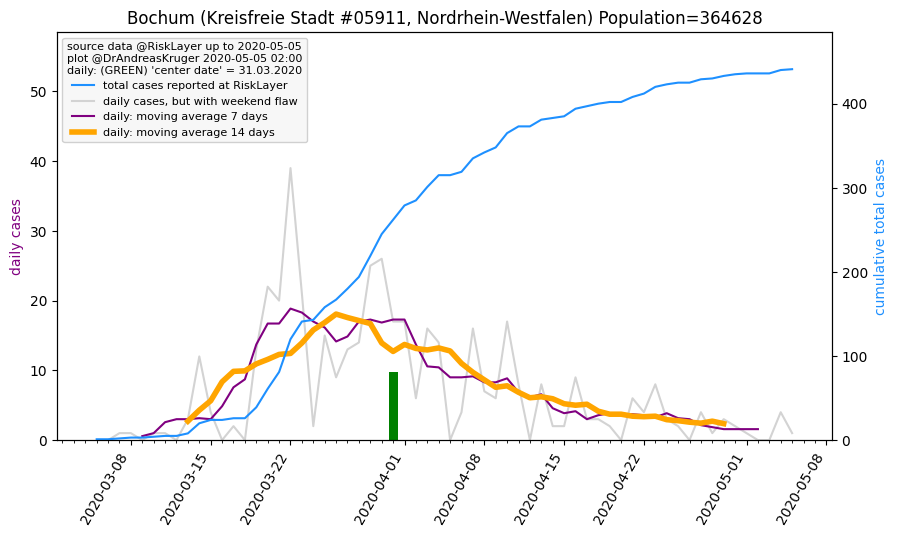 Bochum (Kreisfreie Stadt #05911, Nordrhein-Westfalen) Population=364628
source data @RiskLayer up to 2020-05-05
plot @DrAndreasKruger 2020-05-05 02:00
daily: (GREEN) 'center date' = 31.03.2020
total cases reported at RiskLayer
daily cases, but with weekend flaw
daily: moving average 7 days
daily: moving average 14 days
daily cases
50
40
30
20
10
0
cumulative total cases
400
300
200
100
0
2020-03-08
2020-03-15
2020-03-22
2020-04-01
2020-04-08
2020-04-15
2020-04-22
2020-05-01
2020-05-08